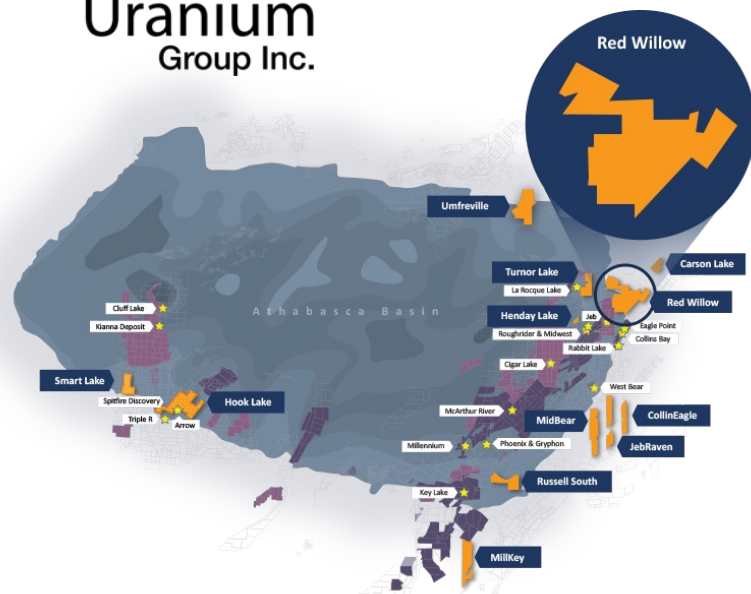 Uranium
Group Inc.
Red Willow
Umfreville
Carson Lake
Turnor Lake
La Rocque Lake
Red Willow
Athabasca Basin
Cluff Lake
Kianna Deposit
Henday Lake
Jeb
Eagle Point
Roughrider & Midwest
Collins Bay
Rabbit Lake
Cigar Lake
Smart Lake
West Bear
Spitfire Discovery
Hook Lake
McArthur River
CollinEagle
Triple R
Arrow
MidBear
Millennium
Phoenix & Gryphon
JebRaven
Russell South
Key Lake
MillKey